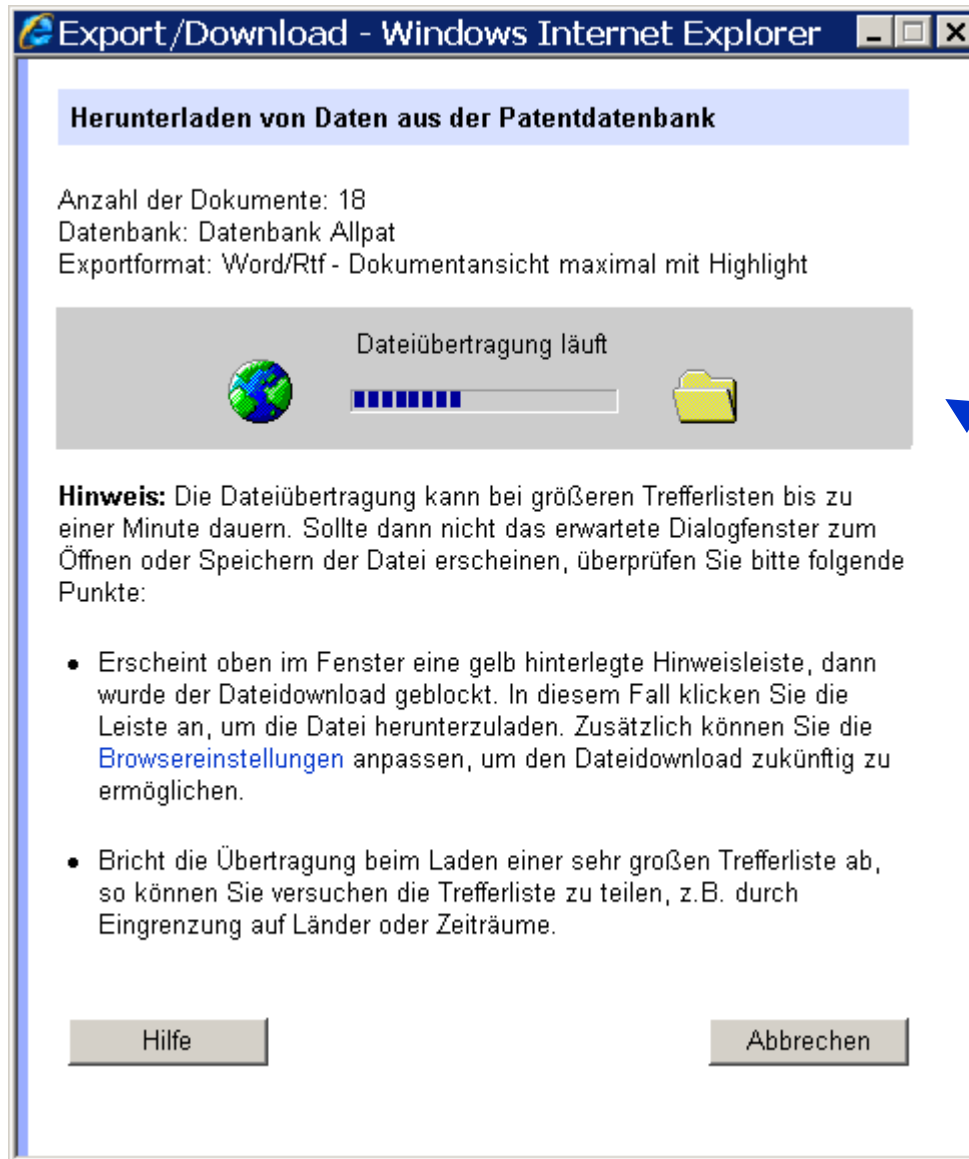 Export/Download - Windows Internet Explorer
Herunterladen von Daten aus der Patentdatenbank
Anzahl der Dokumente: 18
Datenbank: Datenbank Allpat
Exportformat: Word/Rtf - Dokumentansicht maximal mit Highlight
Dateiübertragung läuft
Hinweis: Die Dateiübertragung kann bei größeren Trefferlisten bis zu
einer Minute dauern. Sollte dann nicht das erwartete Dialogfenster zum
Öffnen oder Speichern der Datei erscheinen, überprüfen Sie bitte folgende
Punkte:
● Erscheint oben im Fenster eine gelb hinterlegte Hinweisleiste, dann
wurde der Dateidownload geblockt. In diesem Fall klicken Sie die
Leiste an, um die Datei herunterzuladen. Zusätzlich können Sie die
Browsereinstellungen anpassen, um den Dateidownload zukünftig zu
ermöglichen.
● Bricht die Übertragung beim Laden einer sehr großen Trefferliste ab,
so können Sie versuchen die Trefferliste zu teilen, z.B. durch
Eingrenzung auf Länder oder Zeiträume.
Hilfe
Abbrechen